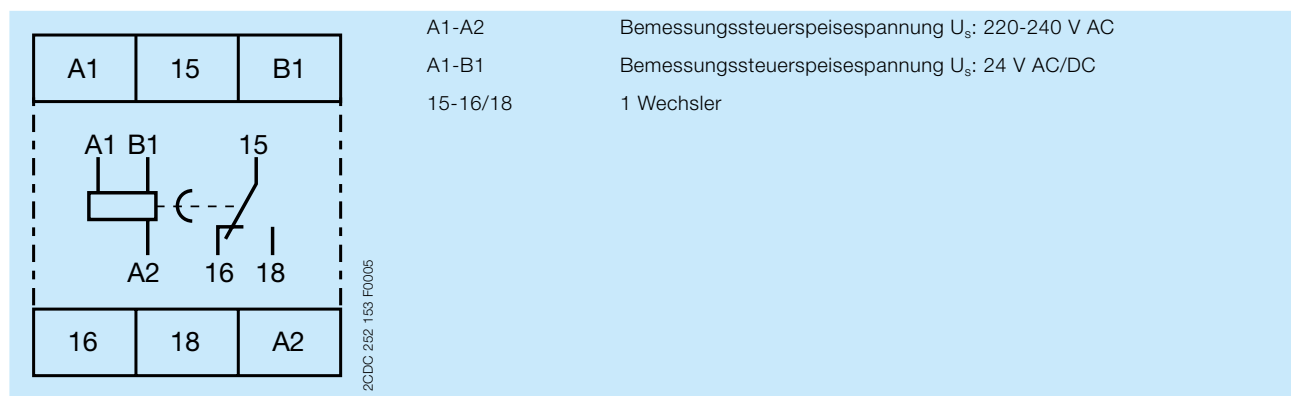 A1 15 B1
A1 B1 15
A2 16 18
16 18 A2
2CDC 252 153 F0005
A1-A2 Bemessungssteuerspeisespannung Us: 220-240 V AC
A1-B1 Bemessungssteuerspeisespannung Us: 24 V AC/DC
15-16/18 1 Wechsler